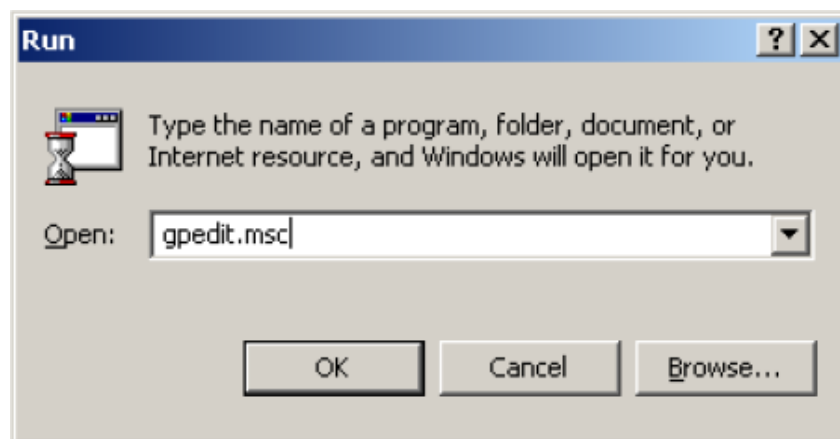 Run
Type the name of a program, folder, document, or
Internet resource, and Windows will open it for you.
Open: gpedit.msc
OK Cancel Browse...